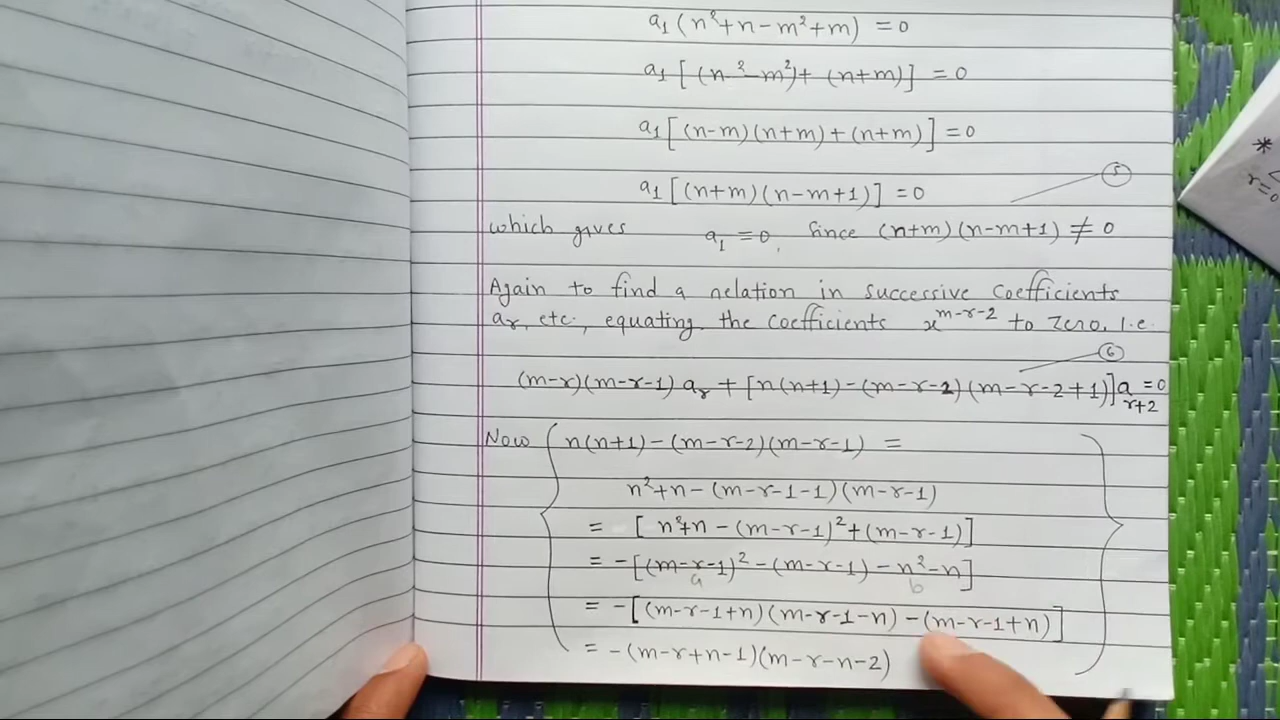 a₁(n²+n-m²+m) = 0
a₁[(n²-m²)+(n+m)] = 0
a₁[(n-m)(n+m)+(n+m)] = 0
a₁[(n+m)(n-m+1)] = 0 5
which gives a₁ = 0, Since (n+m)(n-m+1) ≠ 0
Again to find a relation in successive coefficients
aᵣ, etc., equating the coefficients x^{m-r-2} to zero, i.e.
6
(m-r)(m-r-1)aᵣ + [n(n+1)-(m-r-2)(m-r-2+1)]a_{r+2} = 0
Now n(n+1)-(m-r-2)(m-r-1) =
n²+n-(m-r-1-1)(m-r-1)
= [n²+n-(m-r-1)²+(m-r-1)]
= -[(m-r-1)²-(m-r-1)-n²-n]
a b
= -[(m-r-1+n)(m-r-1-n)-(m-r-1+n)]
= -(m-r+n-1)(m-r-n-2)
*
r=0